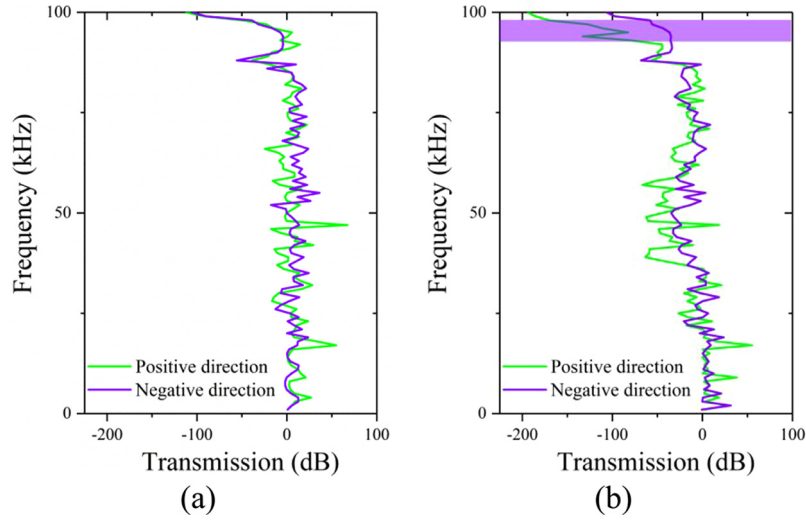 100
50
0
Frequency (kHz)
Positive direction
Negative direction
-200
-100
0
100
Transmission (dB)
(a)
100
50
0
Frequency (kHz)
Positive direction
Negative direction
-200
-100
0
100
Transmission (dB)
(b)